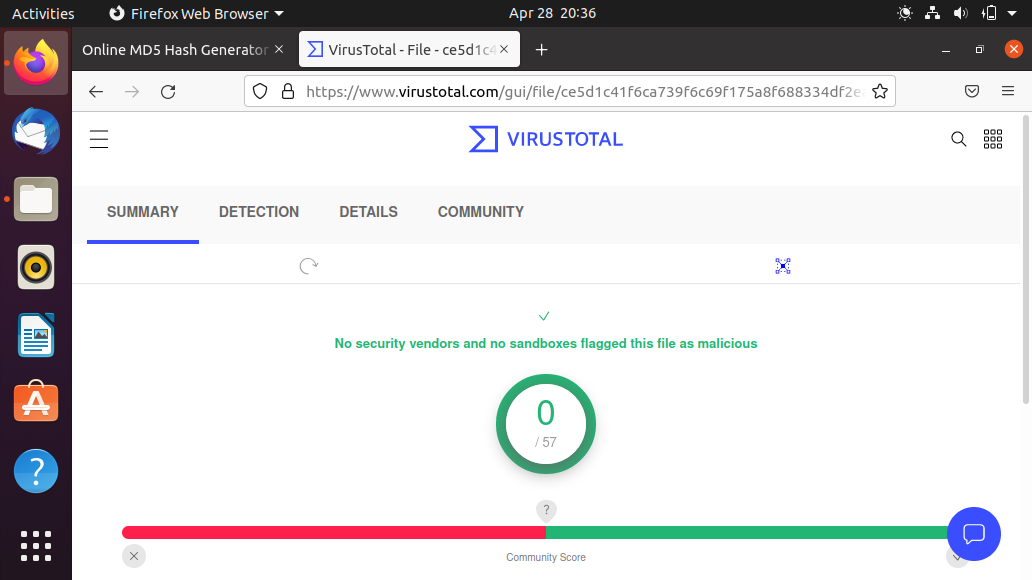 Activities
Firefox Web Browser
Apr 28 20:36
Online MD5 Hash Generator
VirusTotal - File - ce5d1c4
https://www.virustotal.com/gui/file/ce5d1c41f6ca739f6c69f175a8f688334df2e
VIRUSTOTAL
SUMMARY
DETECTION
DETAILS
COMMUNITY
No security vendors and no sandboxes flagged this file as malicious
0
/ 57
?
Community Score
?